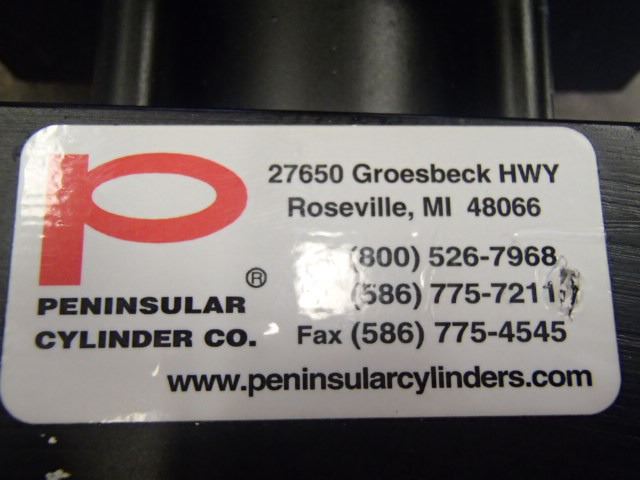 P
PENINSULAR ®
CYLINDER CO.
27650 Groesbeck HWY
Roseville, MI 48066
(800) 526-7968
(586) 775-7211
Fax (586) 775-4545
www.peninsularcylinders.com